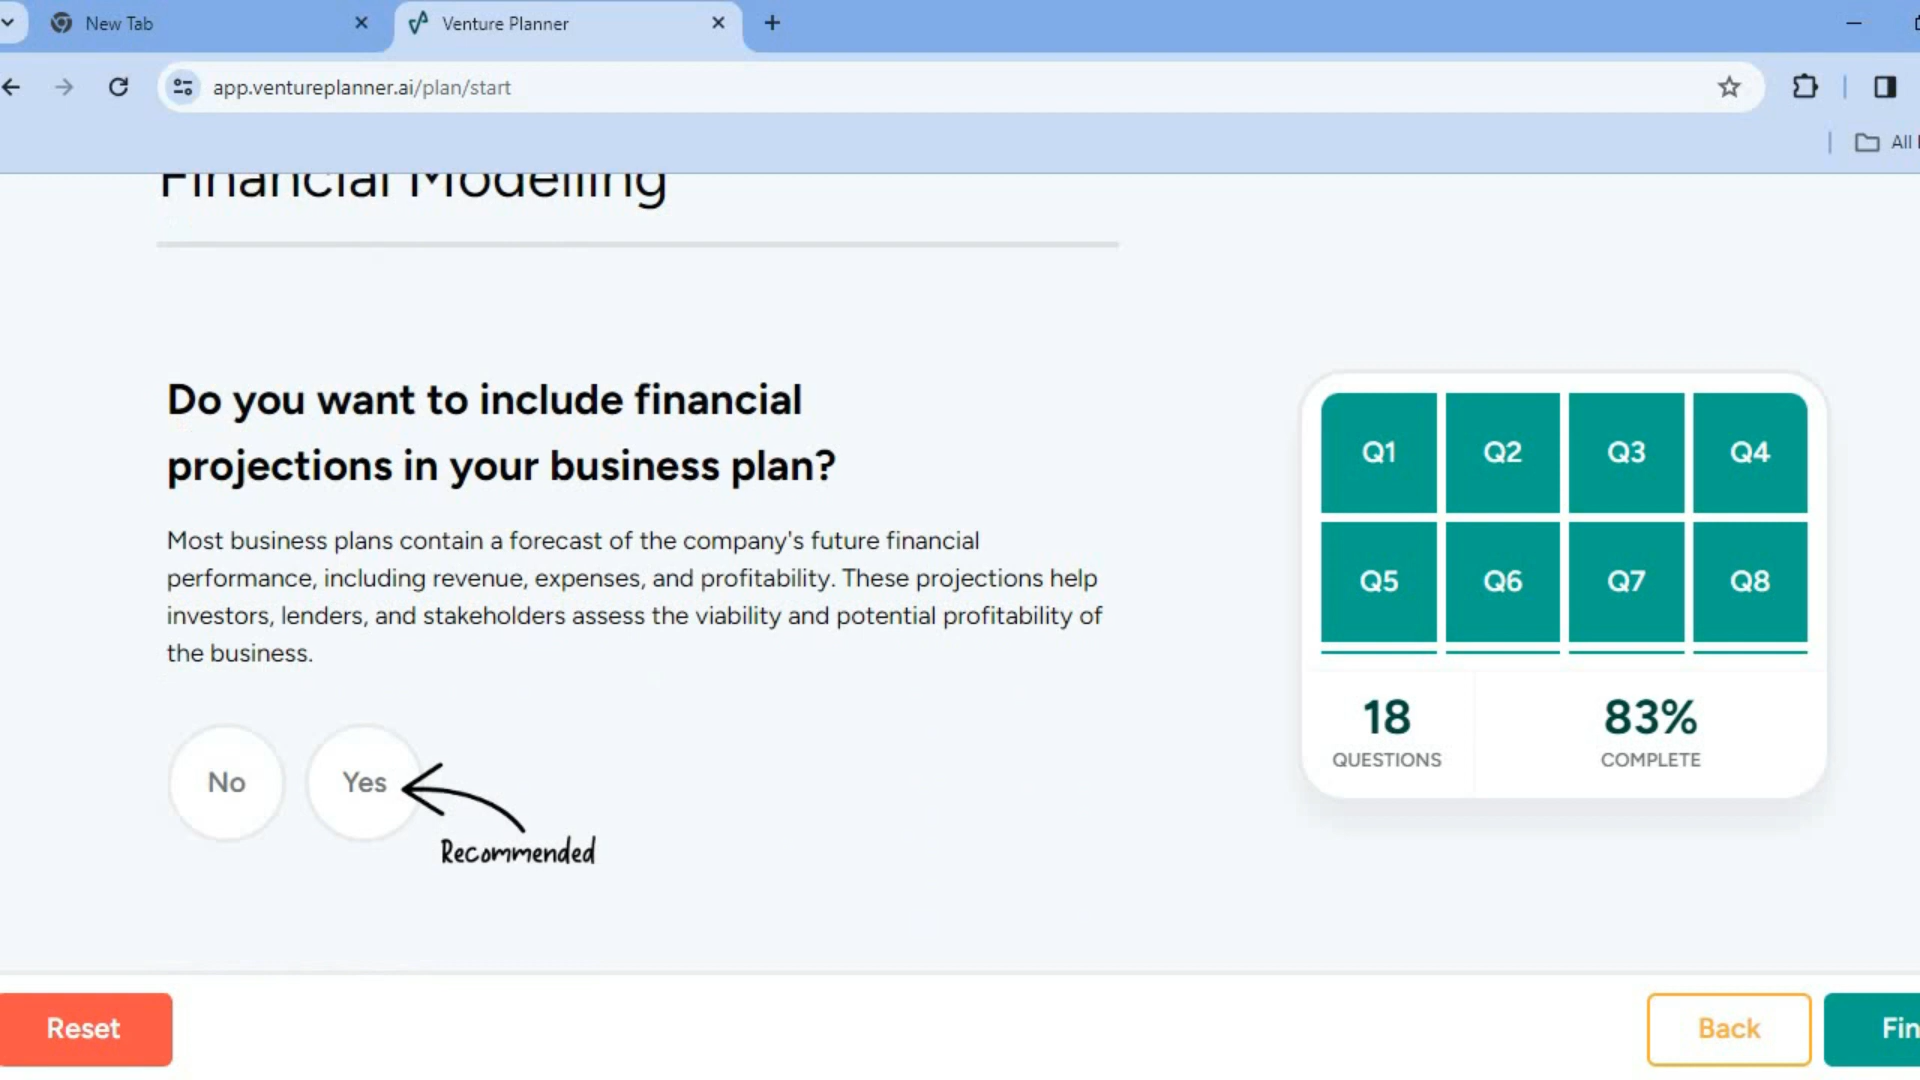 New Tab
Venture Planner
app.ventureplanner.ai/plan/start
All
Financial Modelling
Do you want to include financial
projections in your business plan?
Most business plans contain a forecast of the company's future financial
performance, including revenue, expenses, and profitability. These projections help
investors, lenders, and stakeholders assess the viability and potential profitability of
the business.
No
Yes
Recommended
Q1
Q2
Q3
Q4
Q5
Q6
Q7
Q8
18
QUESTIONS
83%
COMPLETE
Reset
Back
Fin